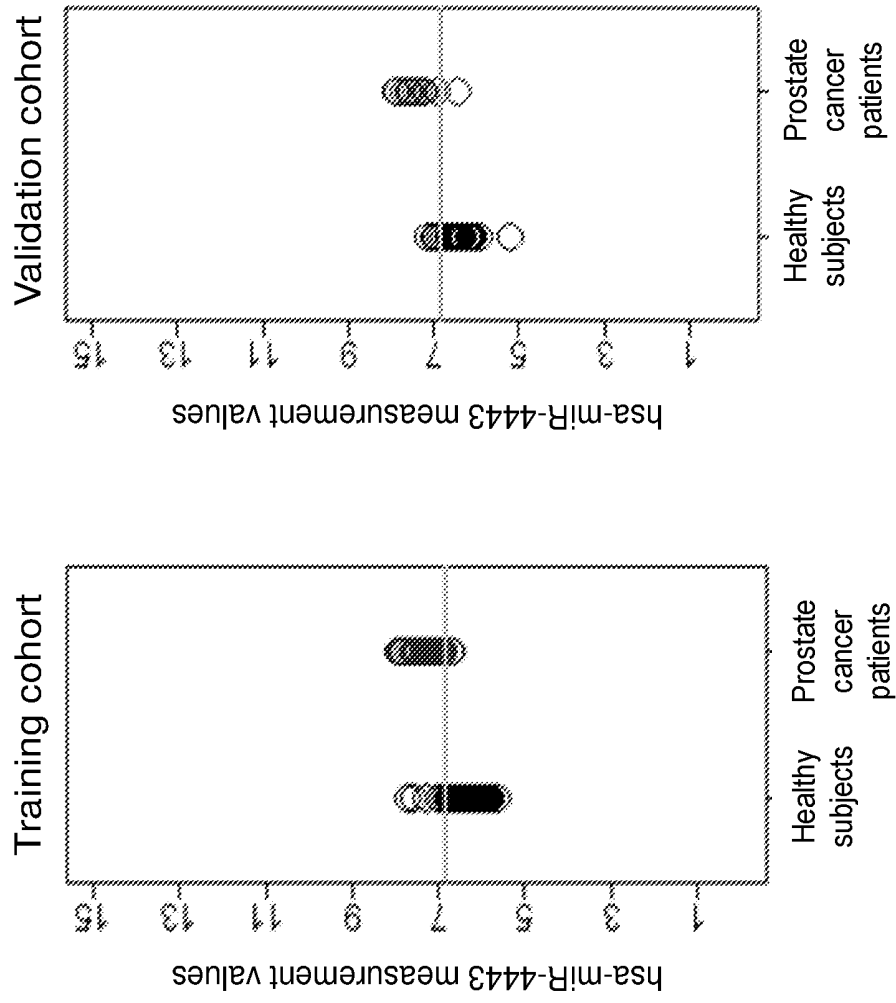 Training cohort
hsa-miR-4443 measurement values
15
13
11
9
7
5
3
1
Healthy
subjects
Prostate
cancer
patients
Validation cohort
hsa-miR-4443 measurement values
15
13
11
9
7
5
3
1
Healthy
subjects
Prostate
cancer
patients